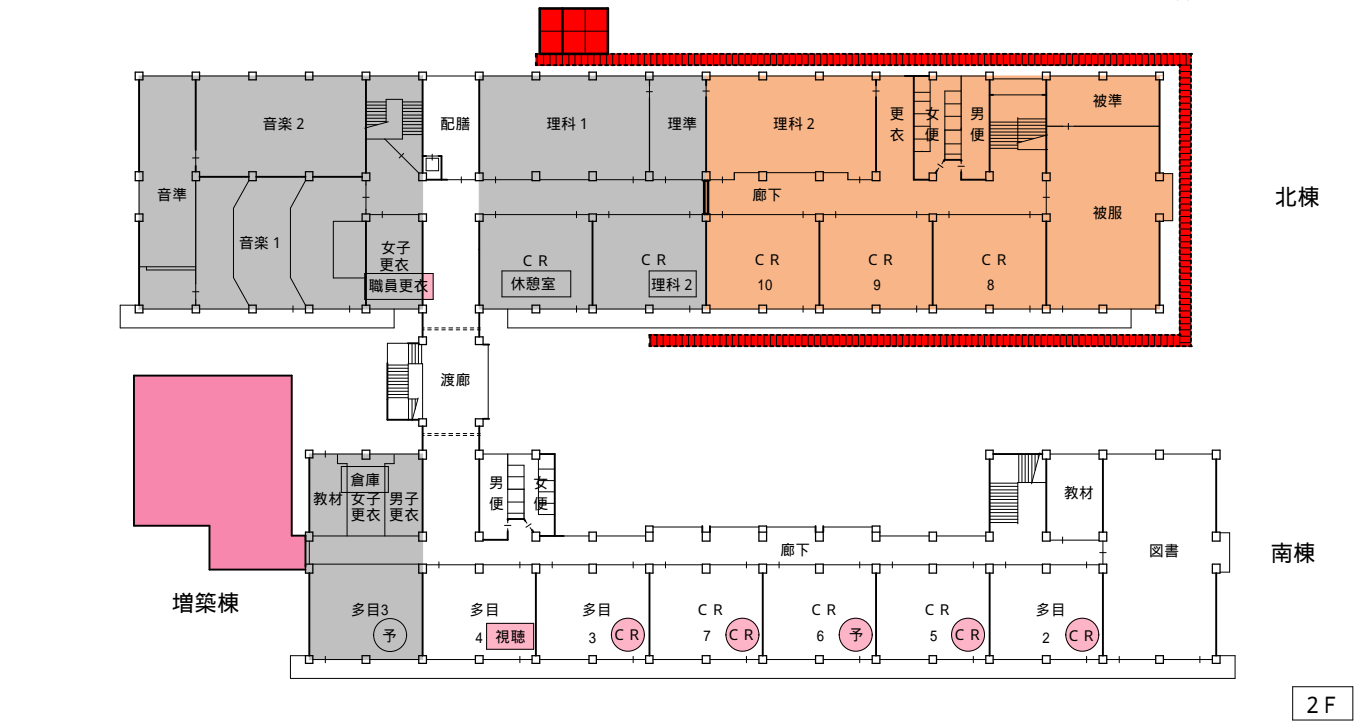 音楽2
配膳
理科1
理準
理科2
更衣
女便
男便
被準
音準
音楽1
廊下
被服
北棟
女子
更衣
職員更衣
CR
休憩室
CR
理科2
CR
10
CR
9
CR
8
渡廊
倉庫
教材
女子
更衣
男子
更衣
男便
女便
教材
廊下
図書
南棟
増築棟
多目3
予
多目
4
視聴
多目
3
CR
CR
7
CR
CR
6
予
CR
5
CR
多目
2
CR
2F